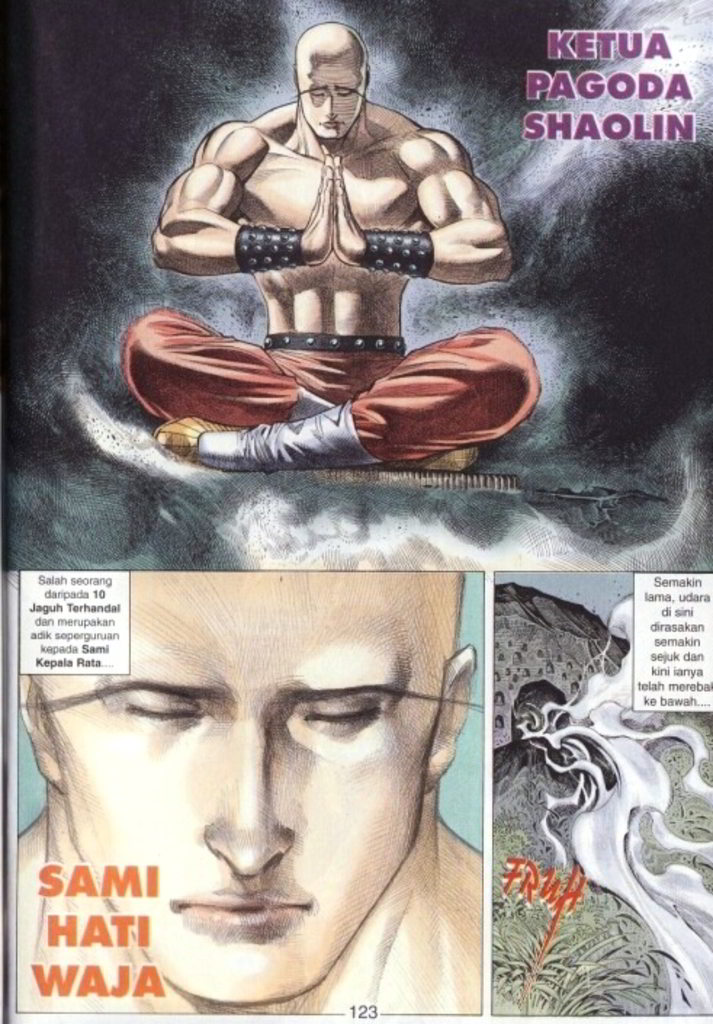 KETUA
PAGODA
SHAOLIN
Salah seorang
daripada 10
Jaguh Terhandal
dan merupakan
adik seperguruan
kepada Sami
Kepala Rata....
SAMI
HATI
WAJA
Semakin
lama, udara
di sini
dirasakan
semakin
sejuk dan
kini ianya
telah merebak
ke bawah....
FRUH
123